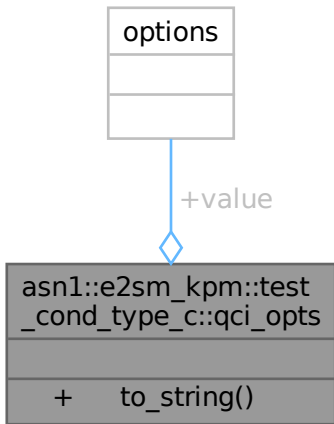 options
+value
asn1::e2sm_kpm::test
_cond_type_c::qci_opts
+ to_string()